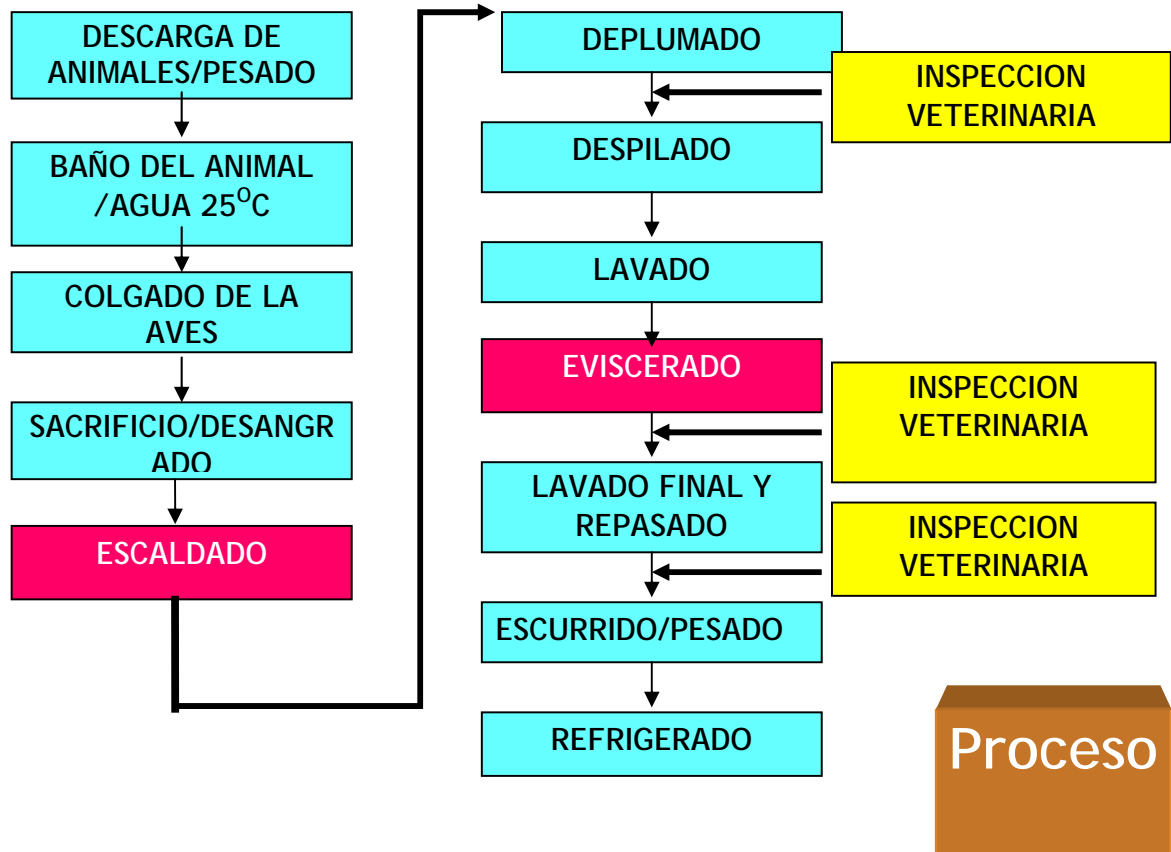 DESCARGA DE
ANIMALES/PESADO
BAÑO DEL ANIMAL
/AGUA 25ºC
COLGADO DE LA
AVES
SACRIFICIO/DESANGR
ADO
ESCALDADO
DEPLUMADO
INSPECCION
VETERINARIA
DESPILADO
LAVADO
EVISCERADO
INSPECCION
VETERINARIA
LAVADO FINAL Y
REPASADO
INSPECCION
VETERINARIA
ESCURRIDO/PESADO
REFRIGERADO
Proceso